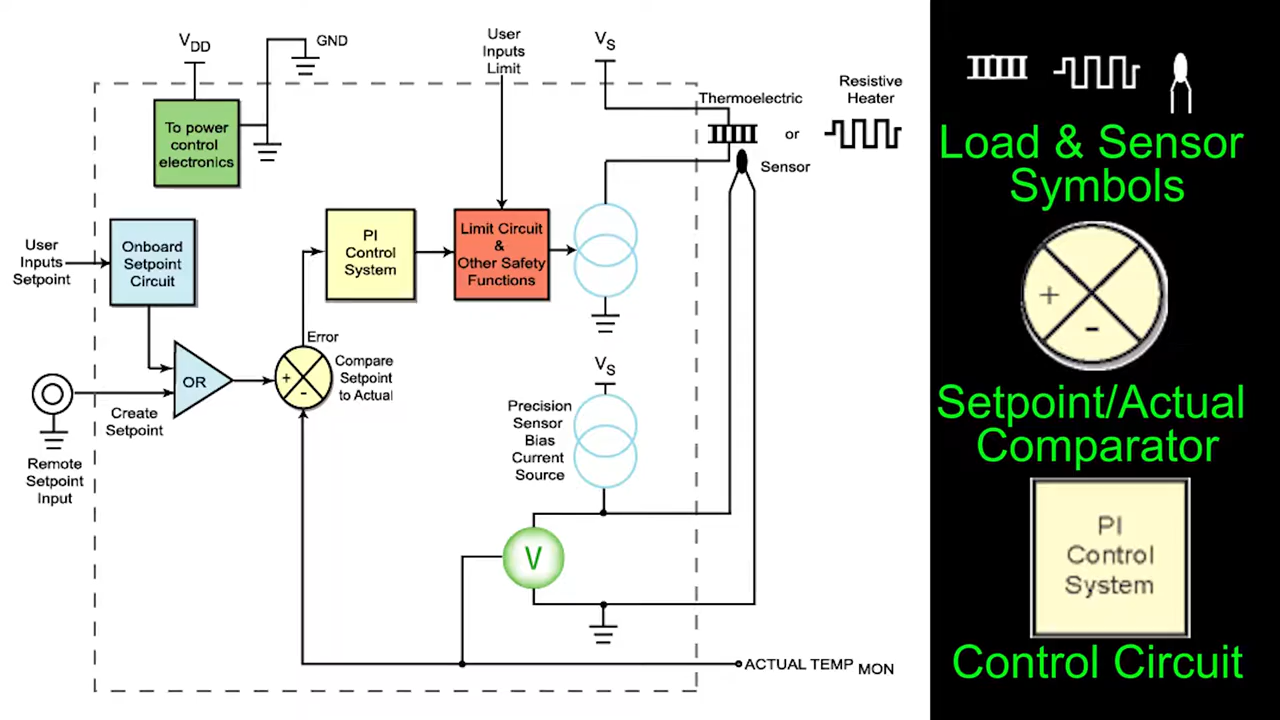 V DD
GND
User
Inputs
Limit
VS
Thermoelectric
or
Resistive
Heater
Sensor
To power
control
electronics
User
Inputs
Setpoint
Onboard
Setpoint
Circuit
PI
Control
System
Limit Circuit
&
Other Safety
Functions
Error
Compare
Setpoint
to Actual
+
-
OR
Create
Setpoint
Remote
Setpoint
Input
VS
Precision
Sensor
Bias
Current
Source
V
ACTUAL TEMP MON
Load & Sensor
Symbols
+
-
Setpoint/Actual
Comparator
PI
Control
System
Control Circuit